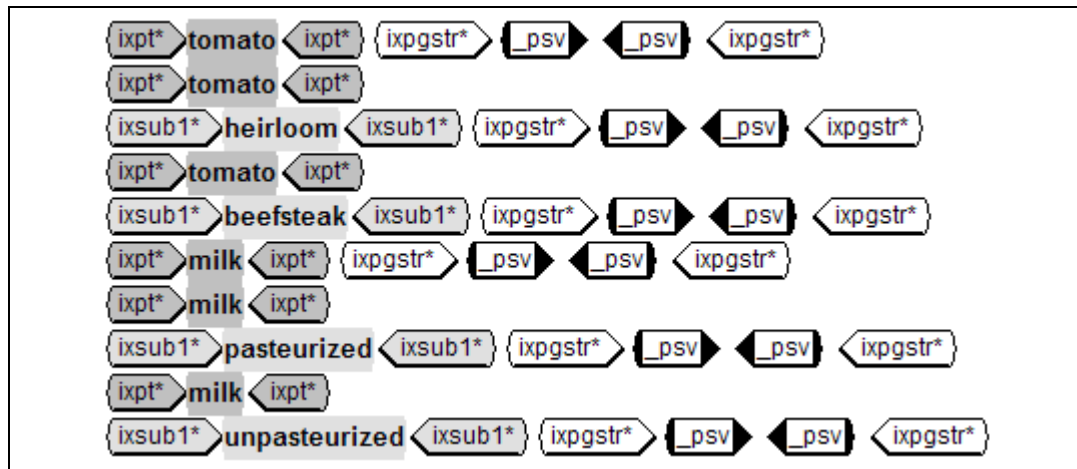 ixpt* tomato ixpt* ixpgstr* _psv _psv ixpgstr*
ixpt* tomato ixpt*
ixsub1* heirloom ixsub1* ixpgstr* _psv _psv ixpgstr*
ixpt* tomato ixpt*
ixsub1* beefsteak ixsub1* ixpgstr* _psv _psv ixpgstr*
ixpt* milk ixpt* ixpgstr* _psv _psv ixpgstr*
ixpt* milk ixpt*
ixsub1* pasteurized ixsub1* ixpgstr* _psv _psv ixpgstr*
ixpt* milk ixpt*
ixsub1* unpasteurized ixsub1* ixpgstr* _psv _psv ixpgstr*